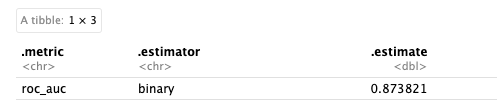 A tibble: 1 × 3
.metric .estimator .estimate
<chr> <chr> <dbl>
roc_auc binary 0.873821